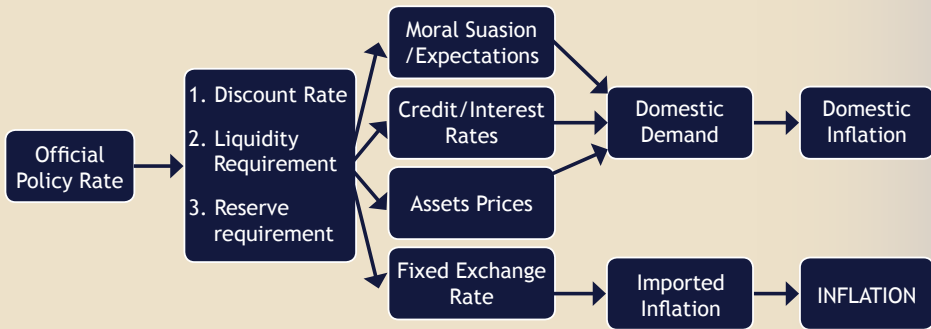 Official
Policy Rate
1. Discount Rate
2. Liquidity
Requirement
3. Reserve
requirement
Moral Suasion
/Expectations
Credit/Interest
Rates
Assets Prices
Fixed Exchange
Rate
Domestic
Demand
Imported
Inflation
Domestic
Inflation
INFLATION